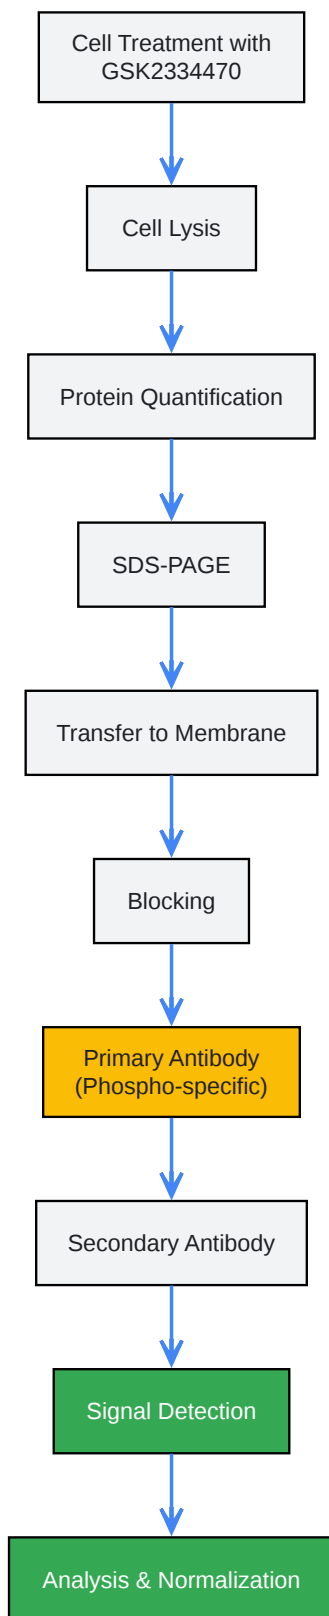 Cell Treatment with
GSK2334470
Cell Lysis
Protein Quantification
SDS-PAGE
Transfer to Membrane
Blocking
Primary Antibody
(Phospho-specific)
Secondary Antibody
Signal Detection
Analysis & Normalization